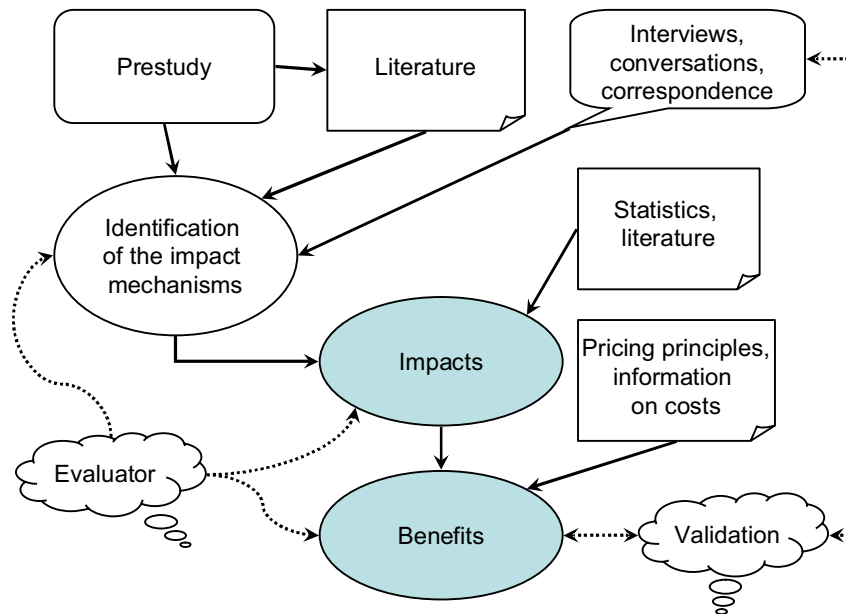 Prestudy
Literature
Interviews,
conversations,
correspondence
Identification
of the impact
mechanisms
Statistics,
literature
Impacts
Pricing principles,
information
on costs
Evaluator
Benefits
Validation